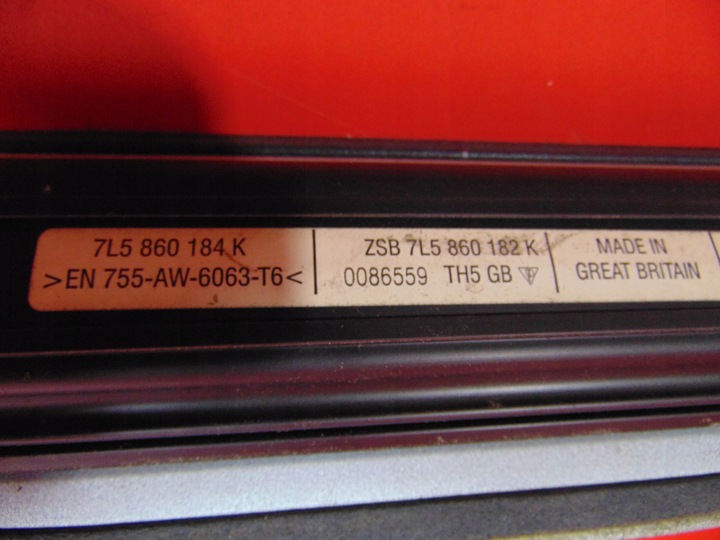 7L5 860 184 K
>EN 755-AW-6063-T6<
ZSB 7L5 860 182 K
0086559 TH5 GB
MADE IN
GREAT BRITAIN